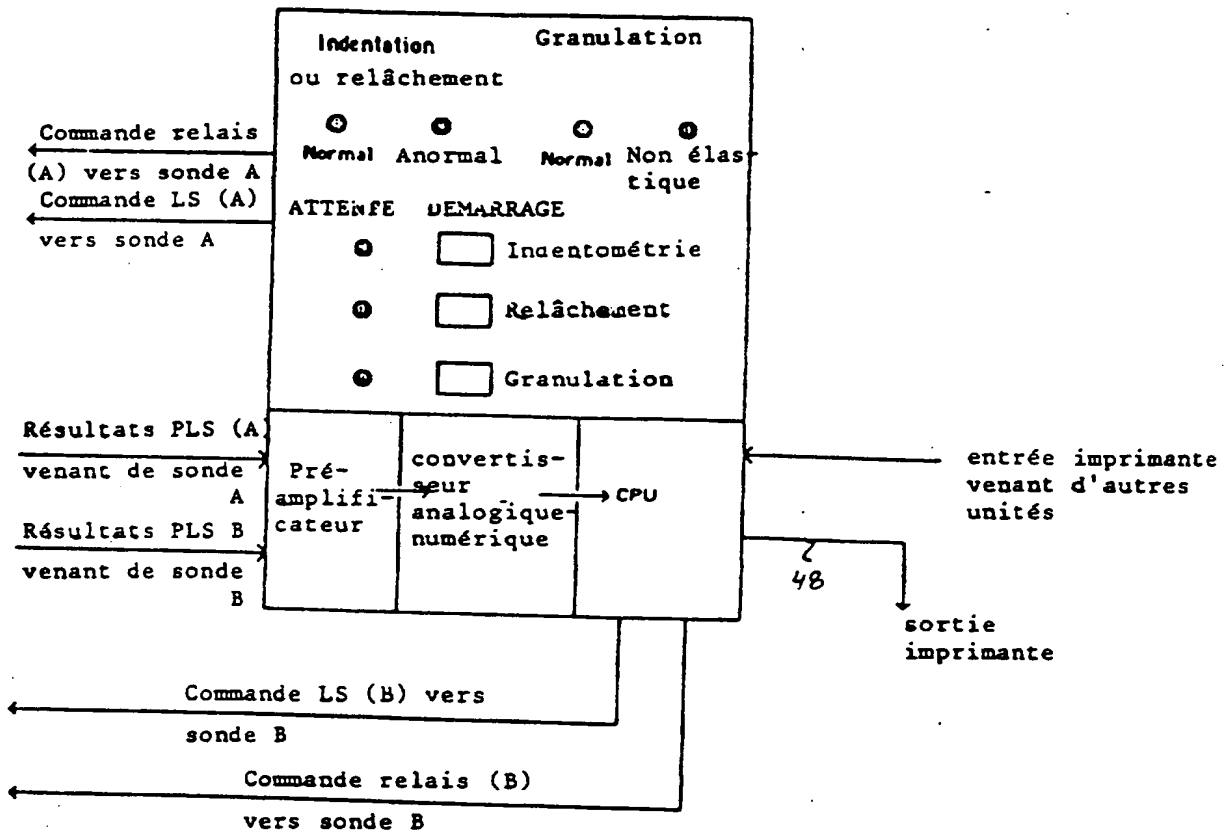 Indentation
ou relâchement
Granulation
Normal
Anormal
Normal
Non élas-
tique
Commande relais
(A) vers sonde A
Commande LS (A)
vers sonde A
ATTENTE DEMARRAGE
Indentométrie
Relâchement
Granulation
Résultats PLS (A)
venant de sonde
A
Résultats PLS B
venant de sonde
B
Pré-
amplifi-
cateur
convertis-
seur
analogique-
numérique
CPU
entrée imprimante
venant d'autres
unités
48
sortie
imprimante
Commande LS (B) vers
sonde B
Commande relais (B)
vers sonde B